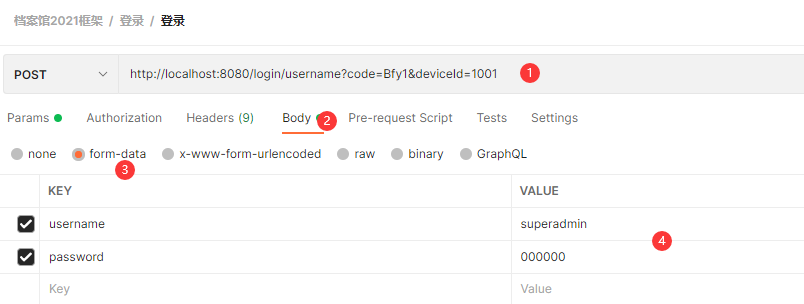 档案馆2021框架 / 登录 / 登录
POST http://localhost:8080/login/username?code=Bfy1&deviceId=1001 1
Params Authorization Headers (9) Body 2 Pre-request Script Tests Settings
none form-data x-www-form-urlencoded raw binary GraphQL
3
KEY VALUE
username superadmin
4
password 000000
Key Value